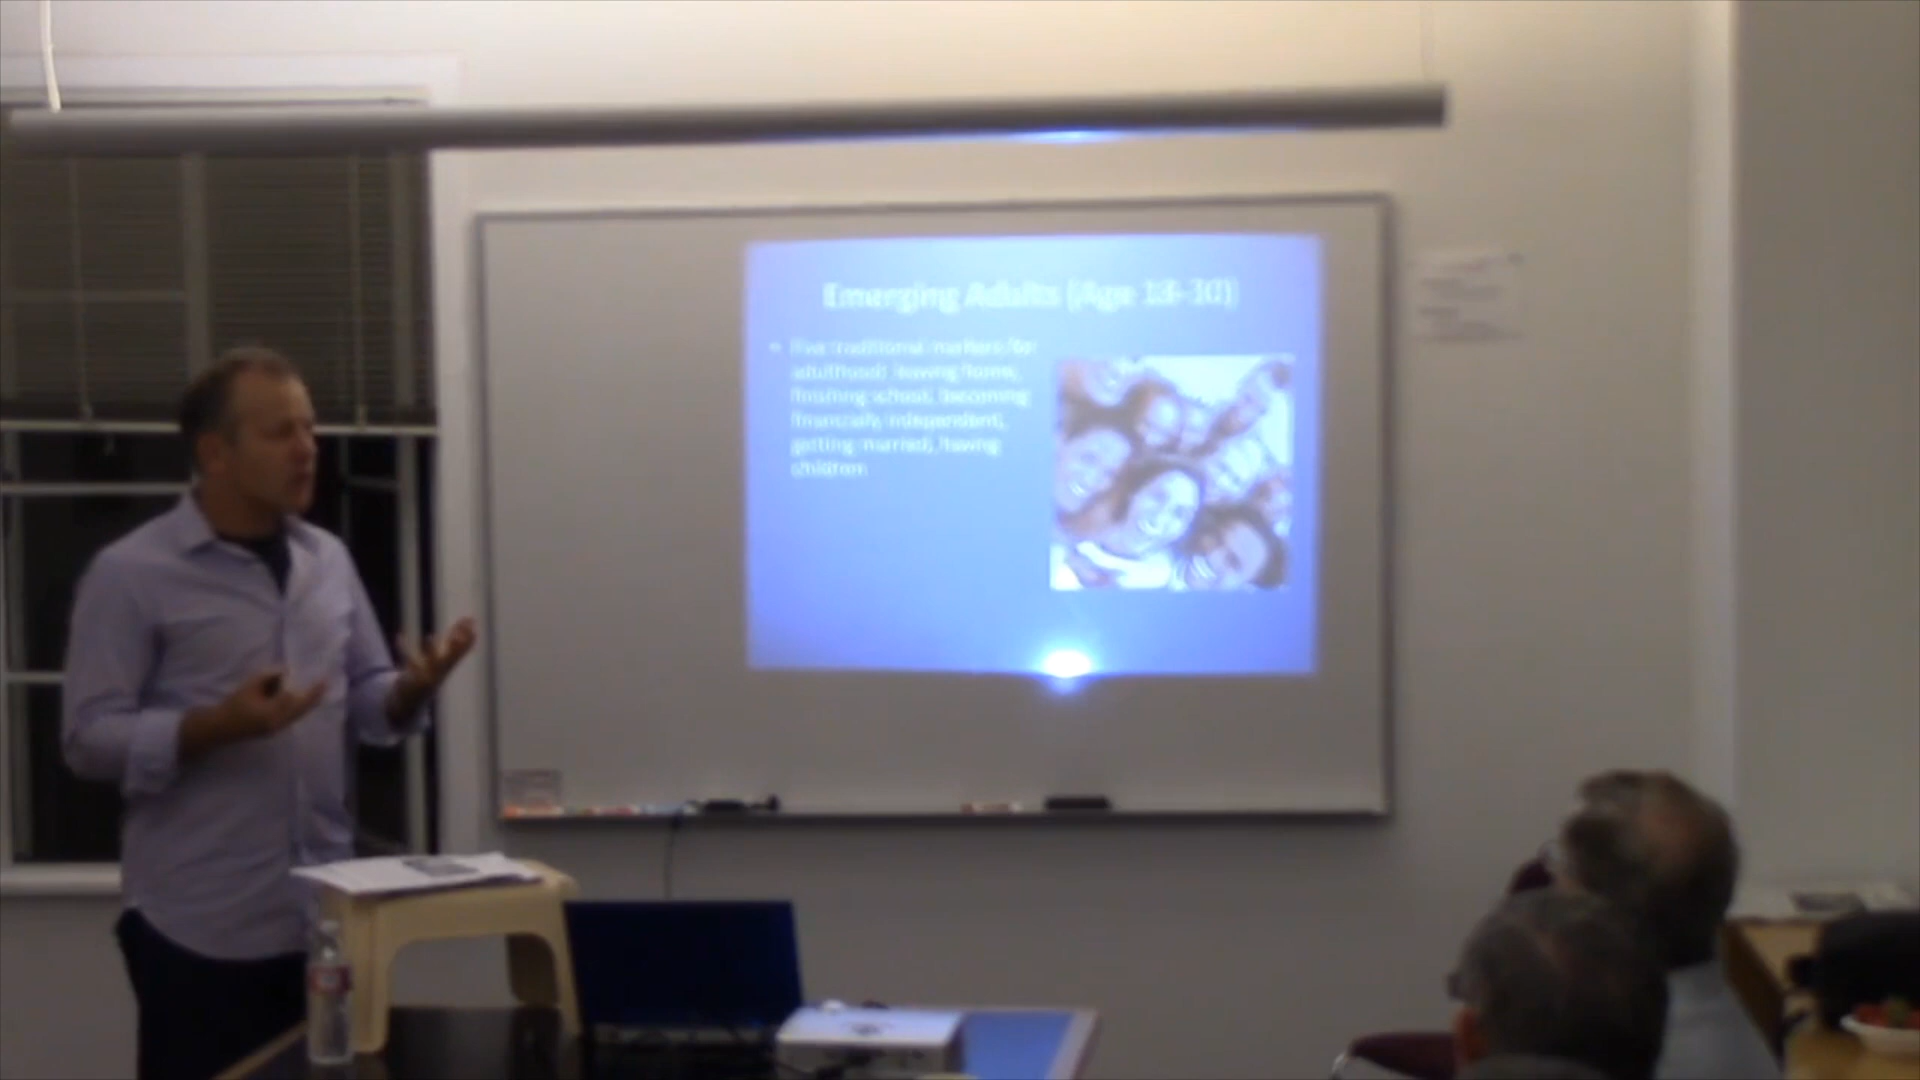 Emerging Adults (Age 18-30)
• Five traditional markers for
adulthood: leaving home,
finishing school, becoming
financially independent,
getting married, having
children